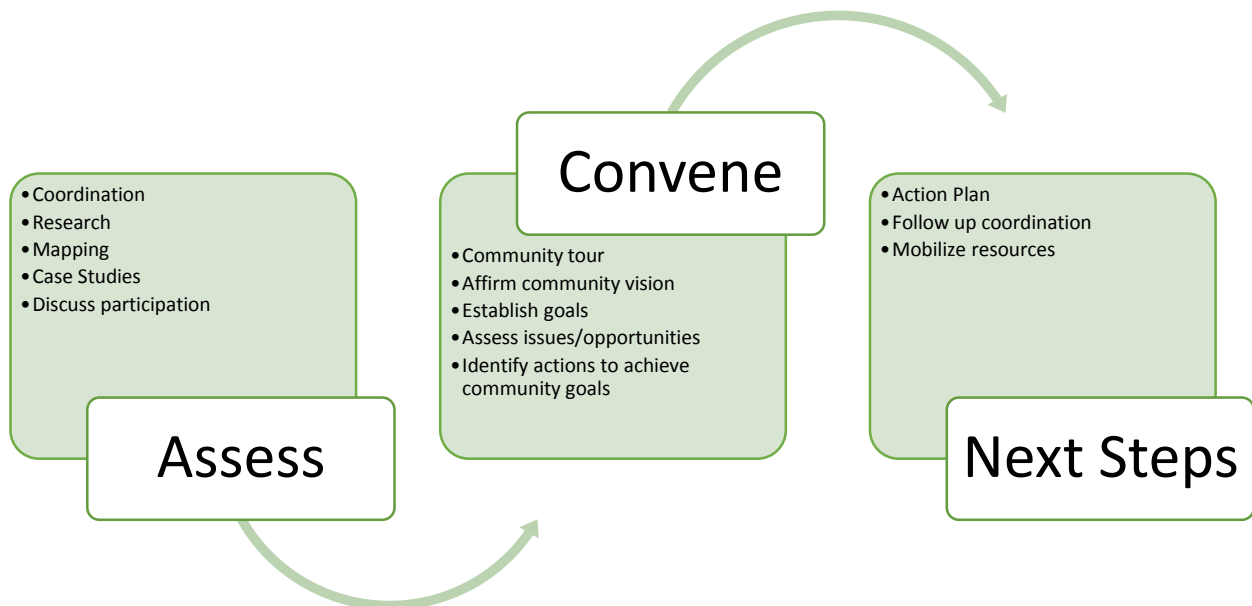 • Coordination
• Research
• Mapping
• Case Studies
• Discuss participation
Assess
Convene
• Community tour
• Affirm community vision
• Establish goals
• Assess issues/opportunities
• Identify actions to achieve
community goals
• Action Plan
• Follow up coordination
• Mobilize resources
Next Steps